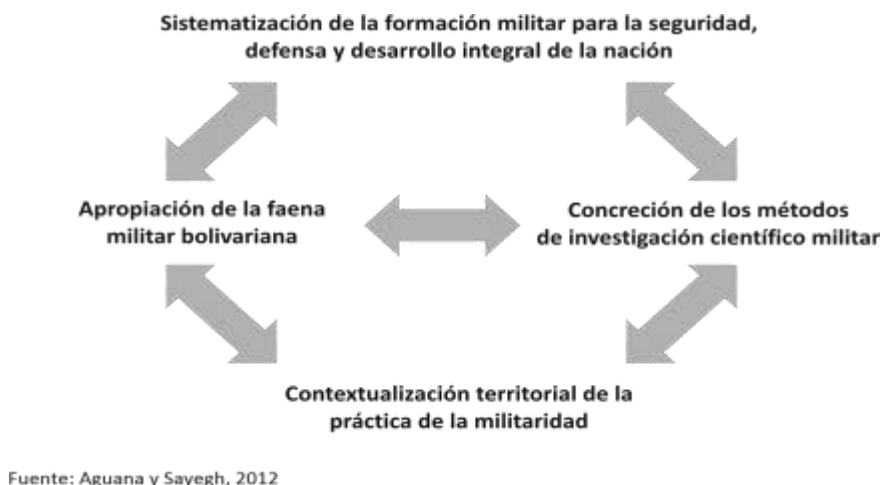 Sistematización de la formación militar para la seguridad,
defensa y desarrollo integral de la nación
Apropiación de la faena
militar bolivariana
Concreción de los métodos
de investigación científico militar
Contextualización territorial de la
práctica de la militaridad
Fuente: Aguana y Sayegh, 2012